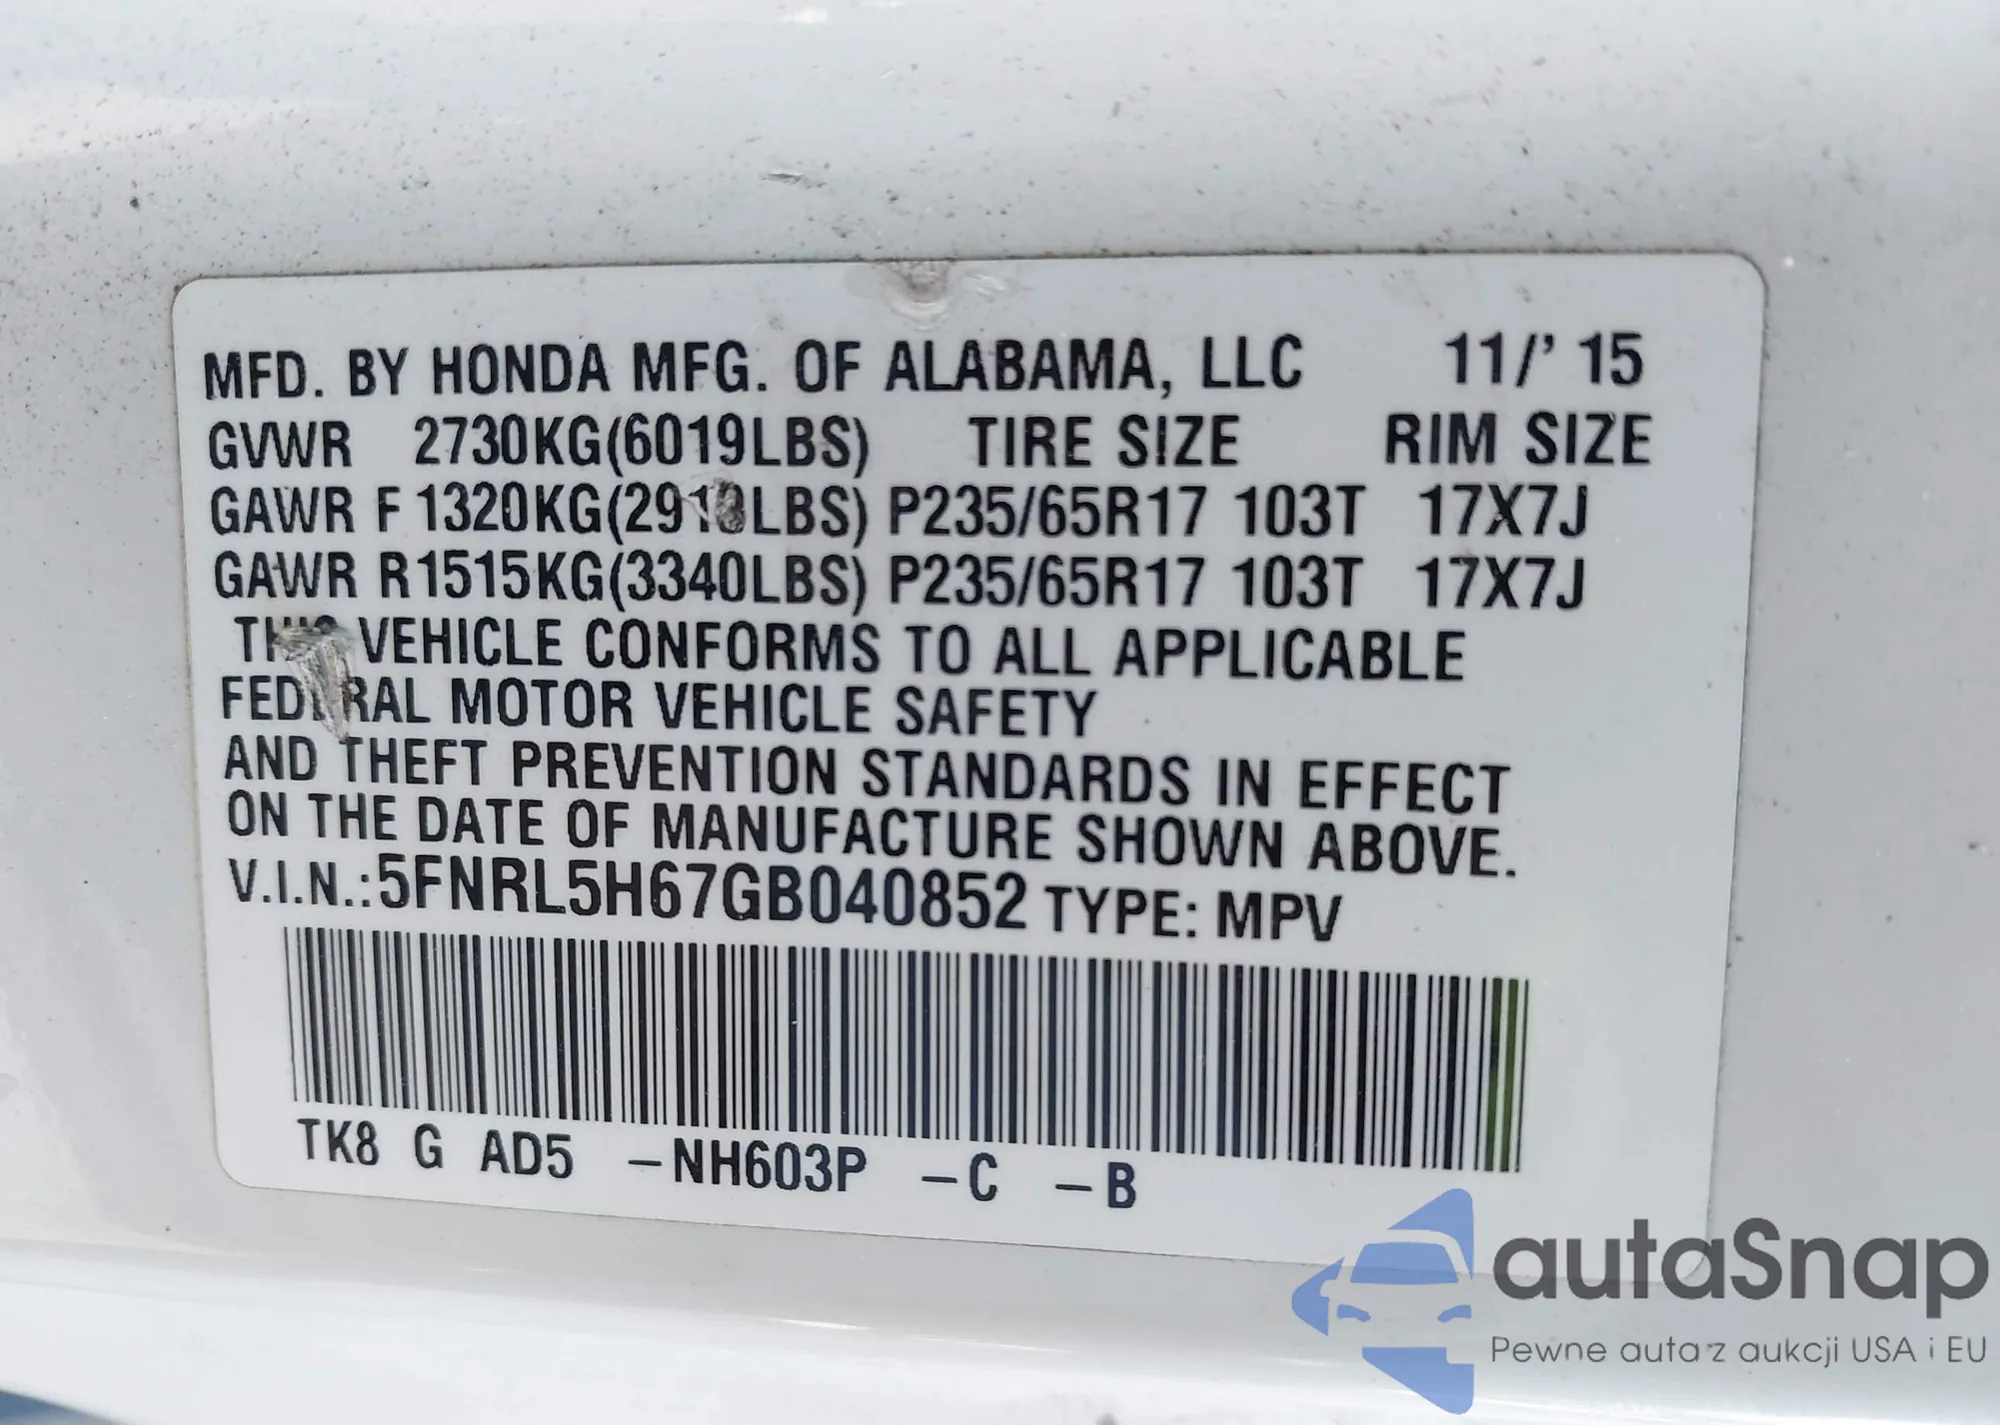 MFD. BY HONDA MFG. OF ALABAMA, LLC 11/' 15
GVWR 2730KG(6019LBS) TIRE SIZE RIM SIZE
GAWR F 1320KG(2910LBS) P235/65R17 103T 17X7J
GAWR R1515KG(3340LBS) P235/65R17 103T 17X7J
THIS VEHICLE CONFORMS TO ALL APPLICABLE
FEDERAL MOTOR VEHICLE SAFETY
AND THEFT PREVENTION STANDARDS IN EFFECT
ON THE DATE OF MANUFACTURE SHOWN ABOVE.
V.I.N.:5FNRL5H67GB040852 TYPE: MPV
TK8 G AD5 -NH603P -C -B
autaSnap
Pewne auta z aukcji USA i EU